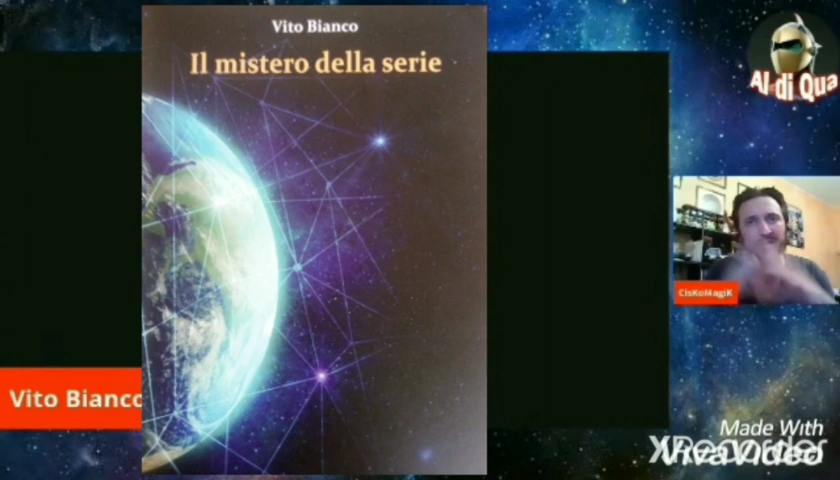 Vito Bianco
Il mistero della serie
Al di Qua
CisKoMagiK
Vito Bianco
Made With
XRecorder
VivaVideo